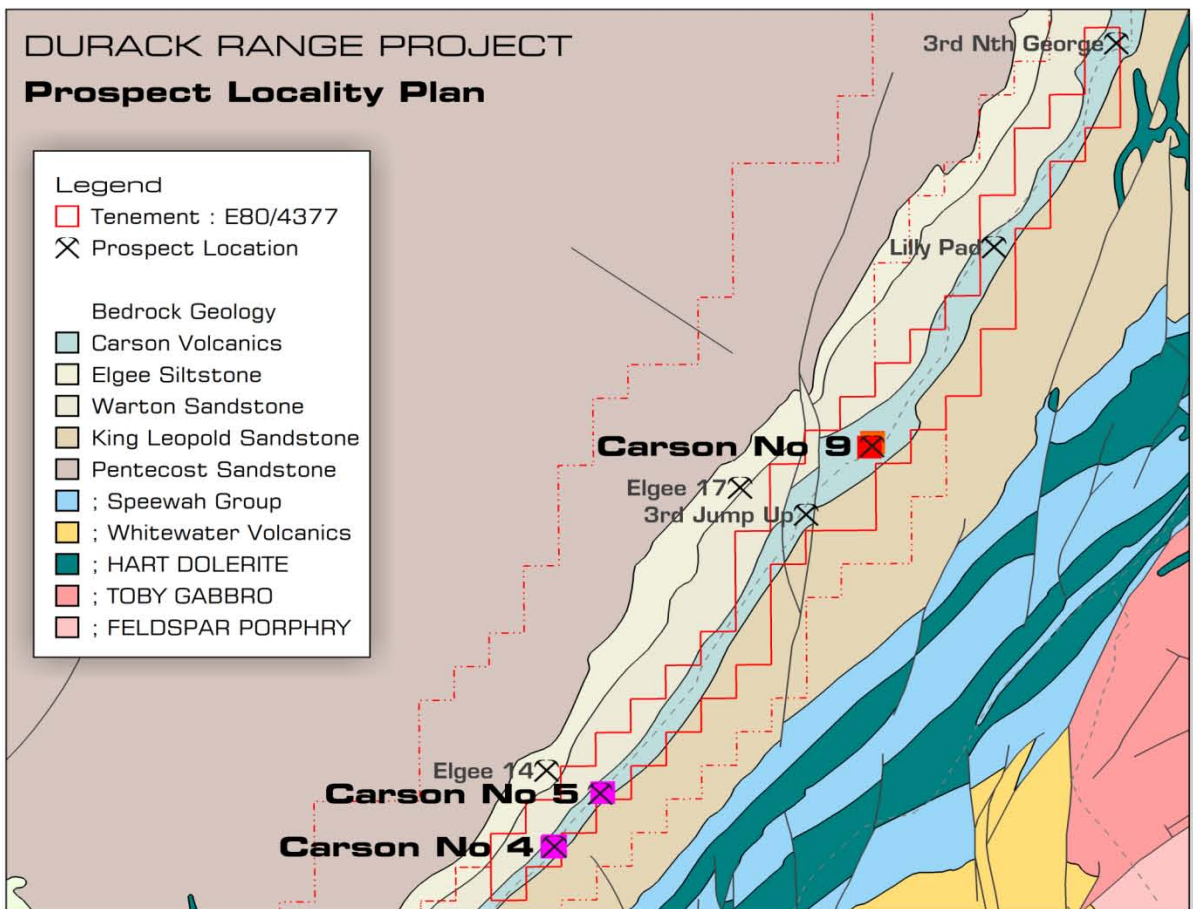 DURACK RANGE PROJECT
Prospect Locality Plan
Legend
Tenement : E80/4377
Prospect Location
Bedrock Geology
Carson Volcanics
Elgee Siltstone
Warton Sandstone
King Leopold Sandstone
Pentecost Sandstone
; Speewah Group
; Whitewater Volcanics
; HART DOLERITE
; TOBY GABBRO
; FELDSPAR PORPHRY
3rd Nth George
Lilly Pad
Carson No 9
Elgee 17
3rd Jump Up
Elgee 14
Carson No 5
Carson No 4